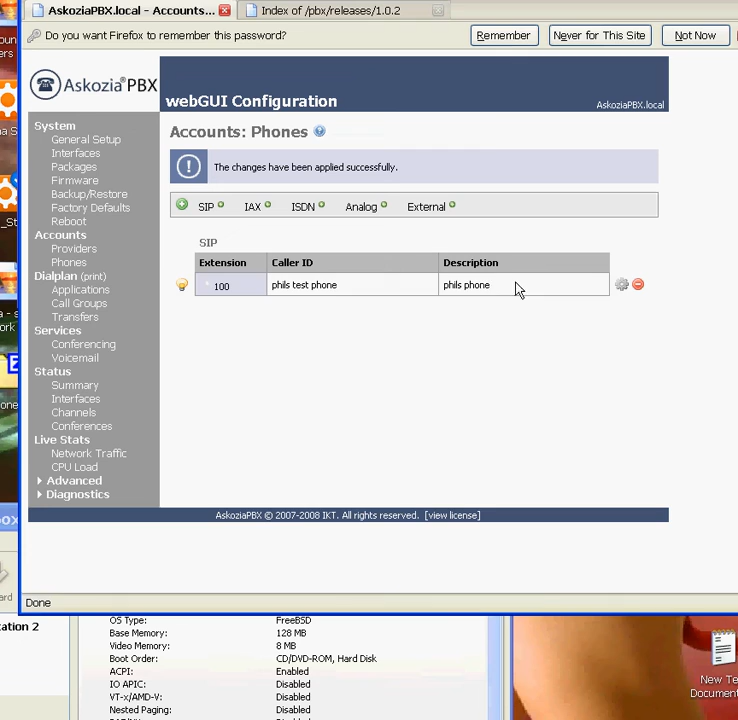 AskoziaPBX.local - Accounts...
Index of /pbx/releases/1.0.2
Do you want Firefox to remember this password?
Remember
Never for This Site
Not Now
Askozia®PBX
webGUI Configuration
AskoziaPBX.local
System
General Setup
Interfaces
Packages
Firmware
Backup/Restore
Factory Defaults
Reboot
Accounts
Providers
Phones
Dialplan (print)
Applications
Call Groups
Transfers
Services
Conferencing
Voicemail
Status
Summary
Interfaces
Channels
Conferences
Live Stats
Network Traffic
CPU Load
Advanced
Diagnostics
Accounts: Phones
The changes have been applied successfully.
SIP IAX ISDN Analog External
SIP
Extension Caller ID Description
100 phils test phone phils phone
AskoziaPBX © 2007-2008 IKT. All rights reserved. [view license]
Done
OS Type: FreeBSD
Base Memory: 128 MB
Video Memory: 8 MB
Boot Order: CD/DVD-ROM, Hard Disk
ACPI: Enabled
IO APIC: Disabled
VT-x/AMD-V: Disabled
Nested Paging: Disabled
ation 2
New Te
Document